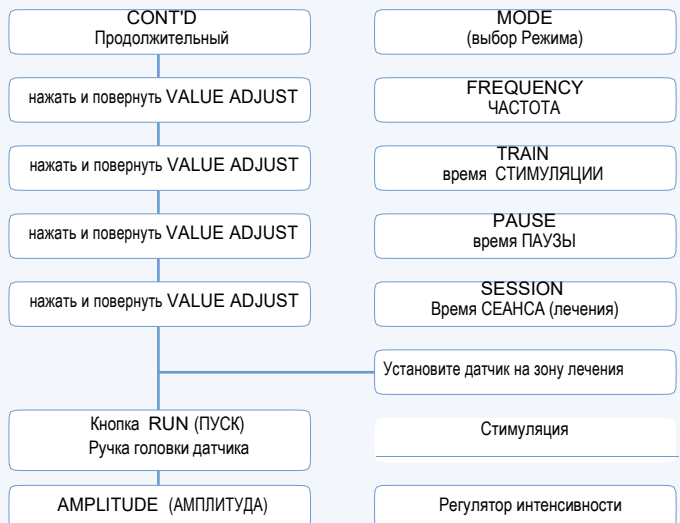 CONT'D
Продолжительный
MODE
(выбор Режима)
нажать и повернуть VALUE ADJUST
FREQUENCY
ЧАСТОТА
нажать и повернуть VALUE ADJUST
TRAIN
время СТИМУЛЯЦИИ
нажать и повернуть VALUE ADJUST
PAUSE
время ПАУЗЫ
нажать и повернуть VALUE ADJUST
SESSION
Время СЕАНСА (лечения)
Установите датчик на зону лечения
Кнопка RUN (ПУСК)
Ручка головки датчика
Стимуляция
AMPLITUDE (АМПЛИТУДА)
Регулятор интенсивности